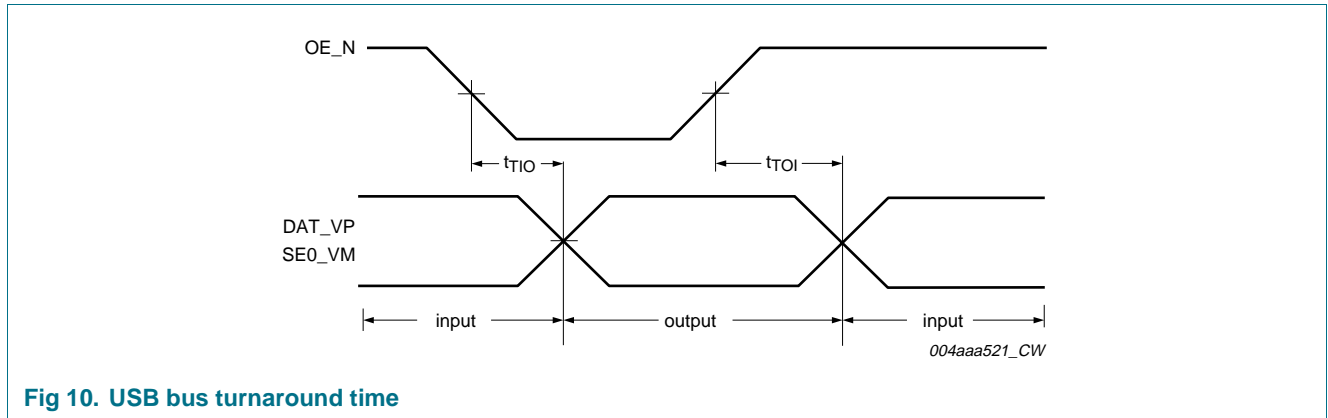 OE_N
tTIO
tTOI
DAT_VP
SE0_VM
input
output
input
004aaa521_CW
Fig 10. USB bus turnaround time